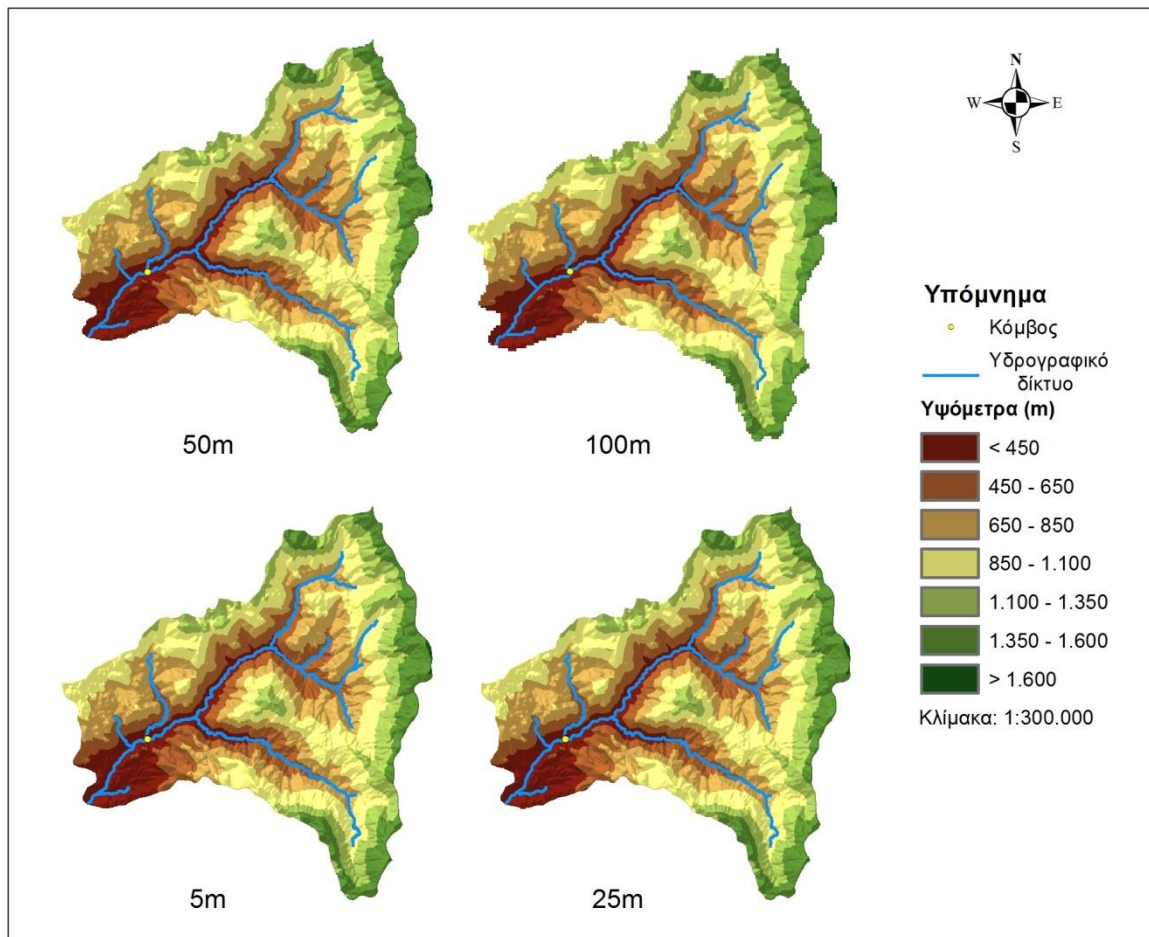 N
W E
S
50m
100m
5m
25m
Υπόμνημα
Κόμβος
Υδρογραφικό
δίκτυο
Υψόμετρα (m)
< 450
450 - 650
650 - 850
850 - 1.100
1.100 - 1.350
1.350 - 1.600
> 1.600
Κλίμακα: 1:300.000